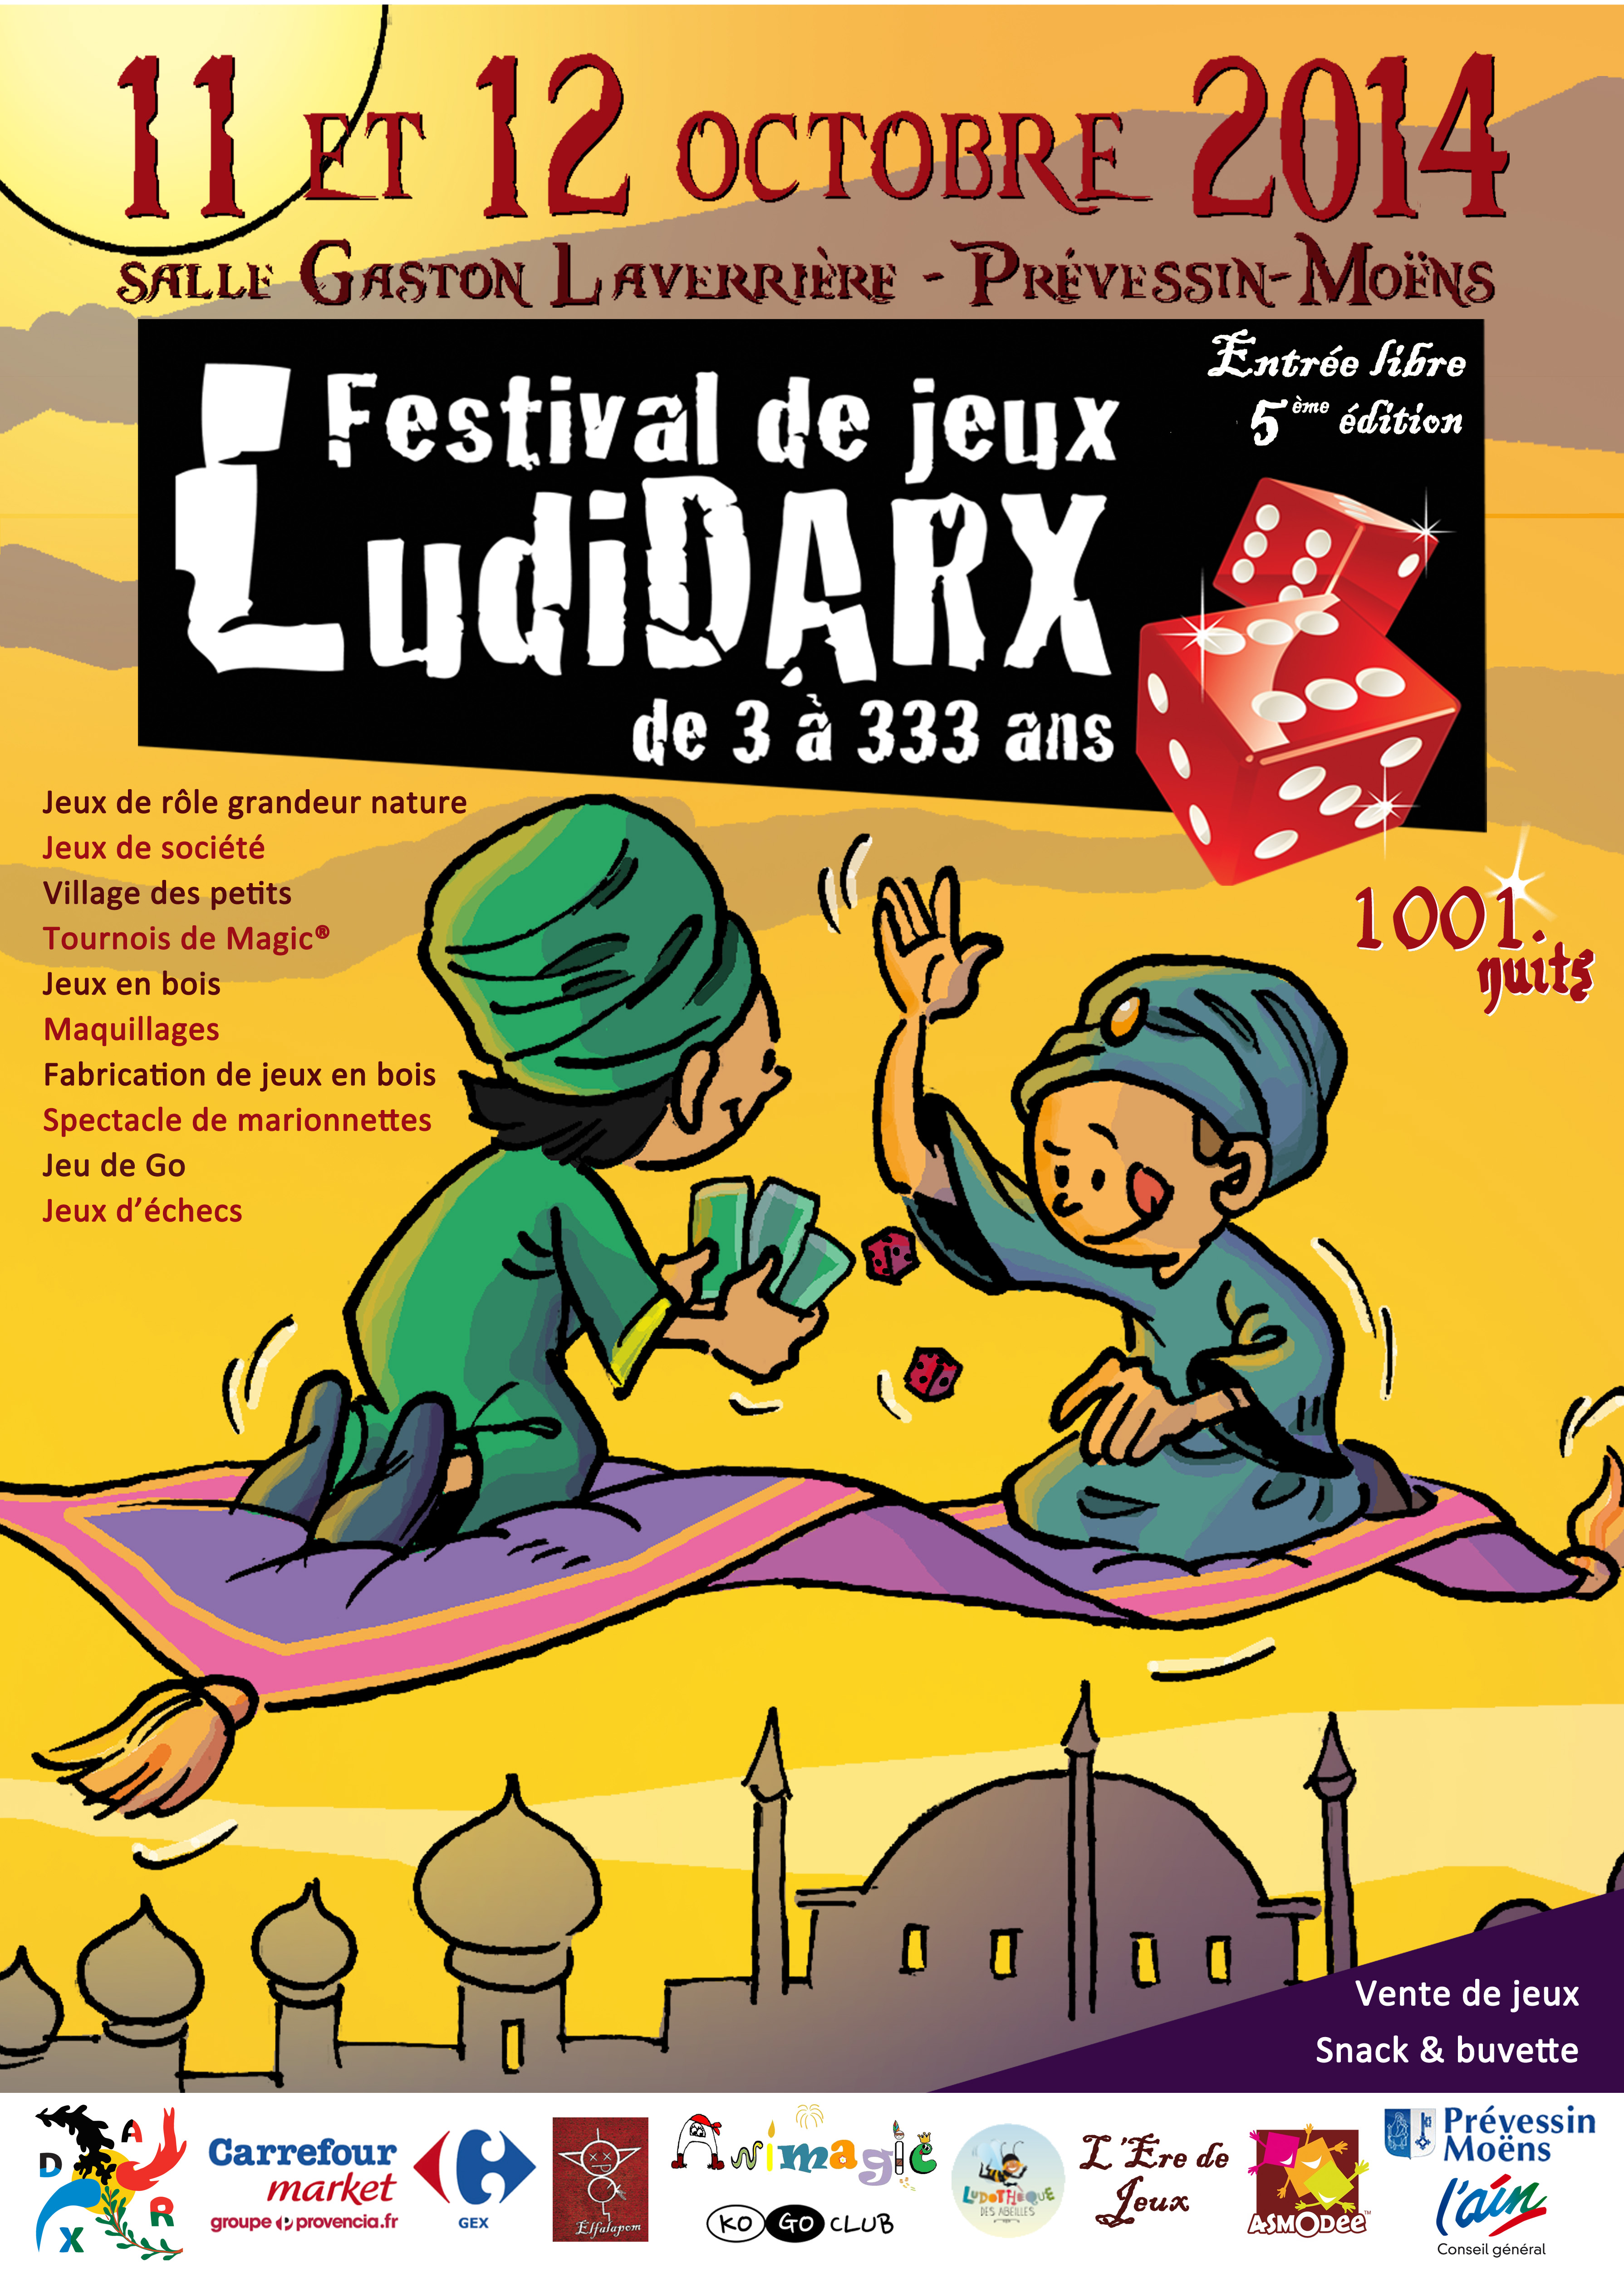 11 et 12 octobre 2014
salle Gaston Laverrière - Prévessin-Moëns
Entrée libre
5ème édition
Festival de jeux
LudiDARX
de 3 à 333 ans
Jeux de rôle grandeur nature
Jeux de société
Village des petits
Tournois de Magic®
Jeux en bois
Maquillages
Fabrication de jeux en bois
Spectacle de marionnettes
Jeu de Go
Jeux d’échecs
1001
nuits
Vente de jeux
Snack & buvette
D A R X
Carrefour
market
groupe provencia.fr
GEX
Elfalapom
Animagic
KO GO CLUB
LUDOTHÈQUE
DES ABEILLES
L'Ère de
Jeux
ASMODEE™
Prévessin
Moëns
l'ain
Conseil général